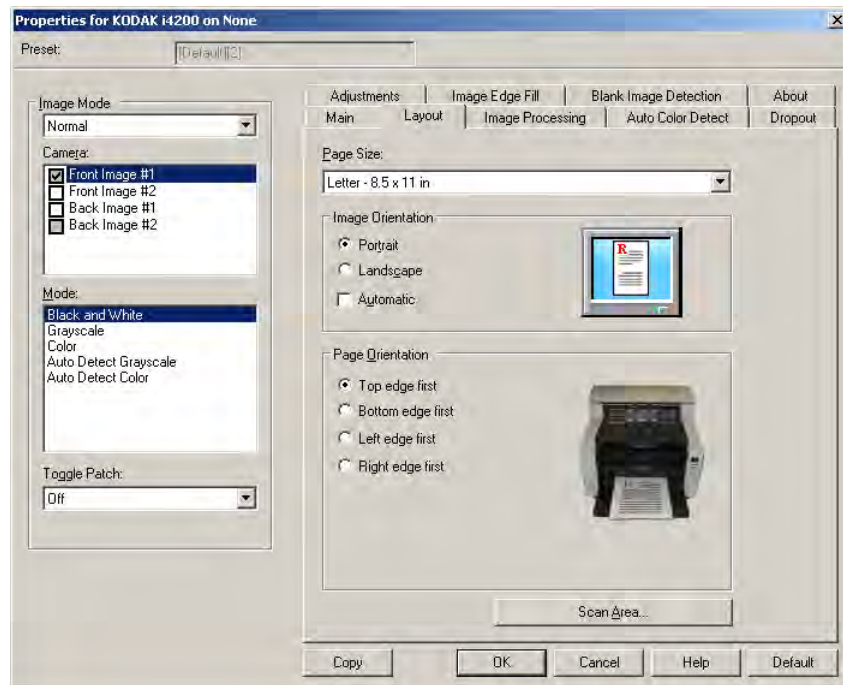 Properties for KODAK i4200 on None
Preset:
[Default][2]
Image Mode
Normal
Camera:
Front Image #1
Front Image #2
Back Image #1
Back Image #2
Mode:
Black and White
Grayscale
Color
Auto Detect Grayscale
Auto Detect Color
Toggle Patch:
Off
Adjustments
Image Edge Fill
Blank Image Detection
About
Main
Layout
Image Processing
Auto Color Detect
Dropout
Page Size:
Letter - 8.5 x 11 in
Image Orientation
Portrait
Landscape
Automatic
R
Page Orientation
Top edge first
Bottom edge first
Left edge first
Right edge first
Scan Area...
Copy
OK
Cancel
Help
Default